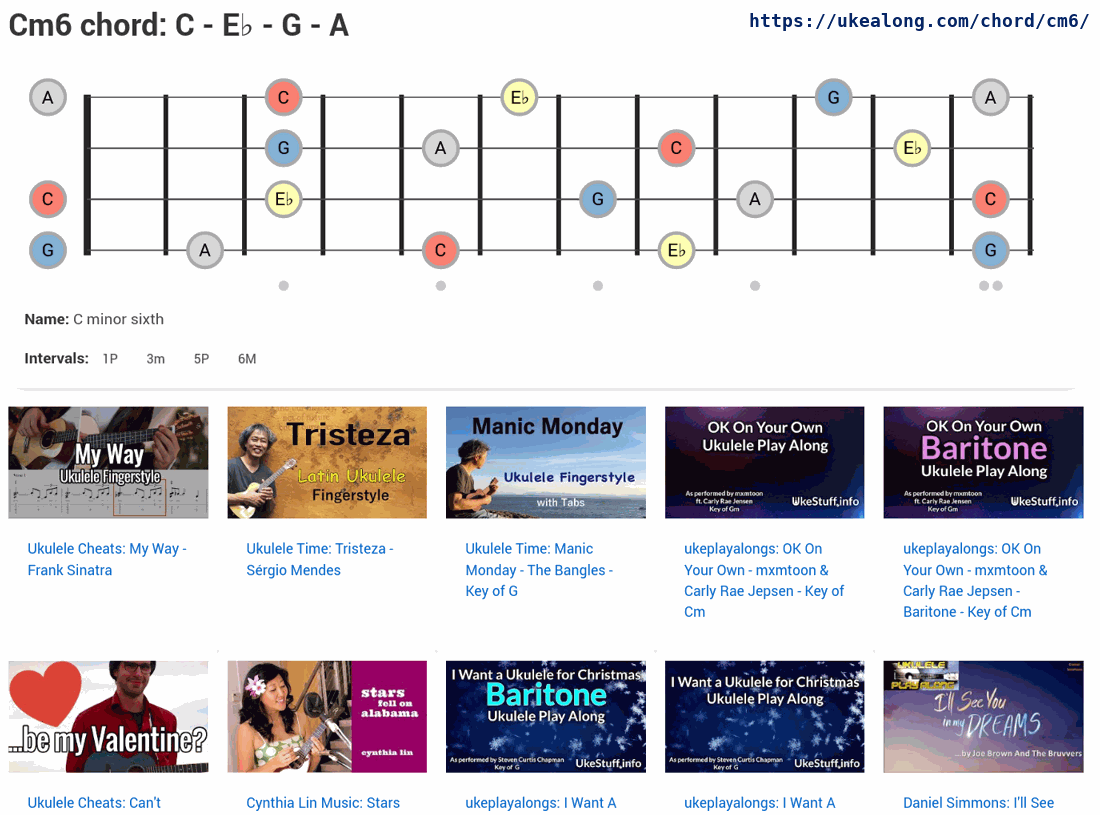 Cm6 chord: C - E♭ - G - A
https://ukealong.com/chord/cm6/
A C E♭ G A
G A C E♭
C E♭ G A C
G A C E♭ G
Name: C minor sixth
Intervals: 1P 3m 5P 6M
My Way
Ukulele Fingerstyle
Tristeza
Latin Ukulele
Fingerstyle
Manic Monday
Ukulele Fingerstyle
with Tabs
OK On Your Own
Ukulele Play Along
As performed by mxmtoon
ft. Carly Rae Jensen
Key of Gm
UkeStuff.info
OK On Your Own
Baritone
Ukulele Play Along
As performed by mxmtoon
ft. Carly Rae Jensen
Key of Gm
UkeStuff.info
Ukulele Cheats: My Way -
Frank Sinatra
Ukulele Time: Tristeza -
Sérgio Mendes
Ukulele Time: Manic
Monday - The Bangles -
Key of G
ukeplayalongs: OK On
Your Own - mxmtoon &
Carly Rae Jepsen - Key of
Cm
ukeplayalongs: OK On
Your Own - mxmtoon &
Carly Rae Jepsen -
Baritone - Key of Cm
...be my Valentine?
stars
fell on
alabama
cynthia lin
I Want a Ukulele for Christmas
Baritone
Ukulele Play Along
As performed by Steven Curtis Chapman
Key of G
UkeStuff.info
I Want a Ukulele for Christmas
Ukulele Play Along
As performed by Steven Curtis Chapman
Key of G
UkeStuff.info
UKULELE
PLAY ALONG
I'll See You
in my DREAMS
...by Joe Brown And The Bruvvers
Ukulele Cheats: Can't
Cynthia Lin Music: Stars
ukeplayalongs: I Want A
ukeplayalongs: I Want A
Daniel Simmons: I'll See